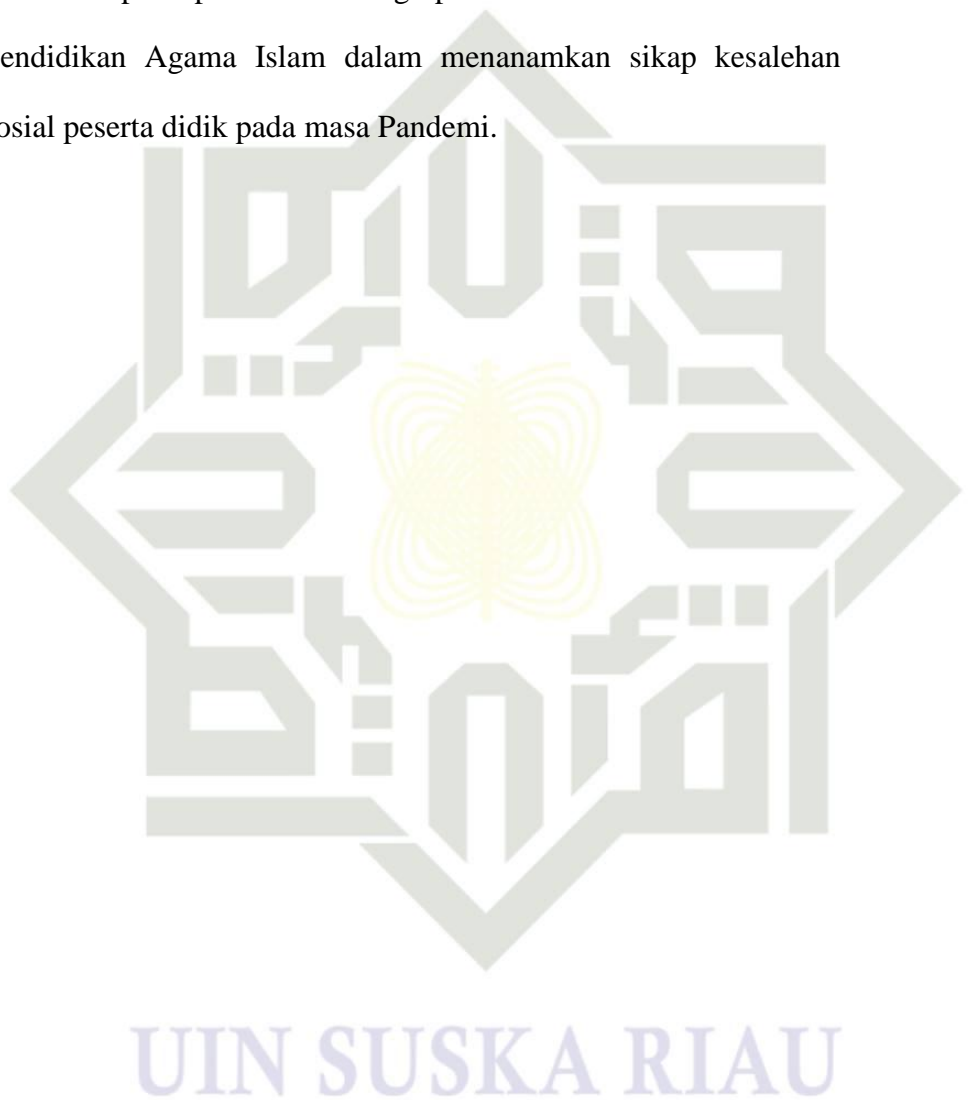 endidikan Agama Islam dalam menanamkan sikap kesalehan
osial peserta didik pada masa Pandemi.
UIN SUSKA RIAU